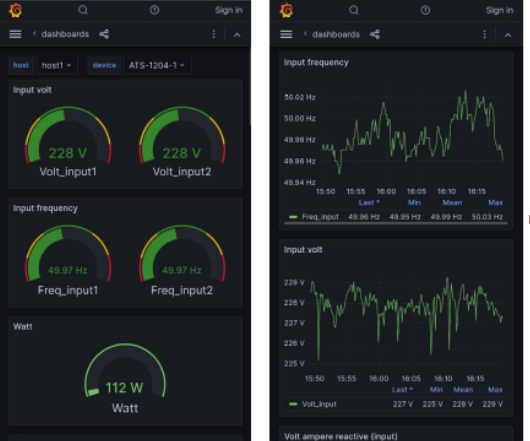 Sign in
dashboards
host host1 device ATS-1204-1
Input volt
228 V 228 V
Volt_input1 Volt_input2
Input frequency
49.97 Hz 49.97 Hz
Freq_input1 Freq_input2
Watt
112 W
Watt
Sign in
dashboards
Input frequency
50.02 Hz
50.00 Hz
49.98 Hz
49.96 Hz
49.94 Hz
15:50 15:55 16:00 16:05 16:10 16:15
Last * Min Mean Max
Freq_input 49.96 Hz 49.95 Hz 49.99 Hz 50.03 Hz
Input volt
229 V
228 V
227 V
226 V
225 V
15:50 15:55 16:00 16:05 16:10 16:15
Last * Min Mean Max
Volt_input 227 V 225 V 228 V 229 V
Volt ampere reactive (input)